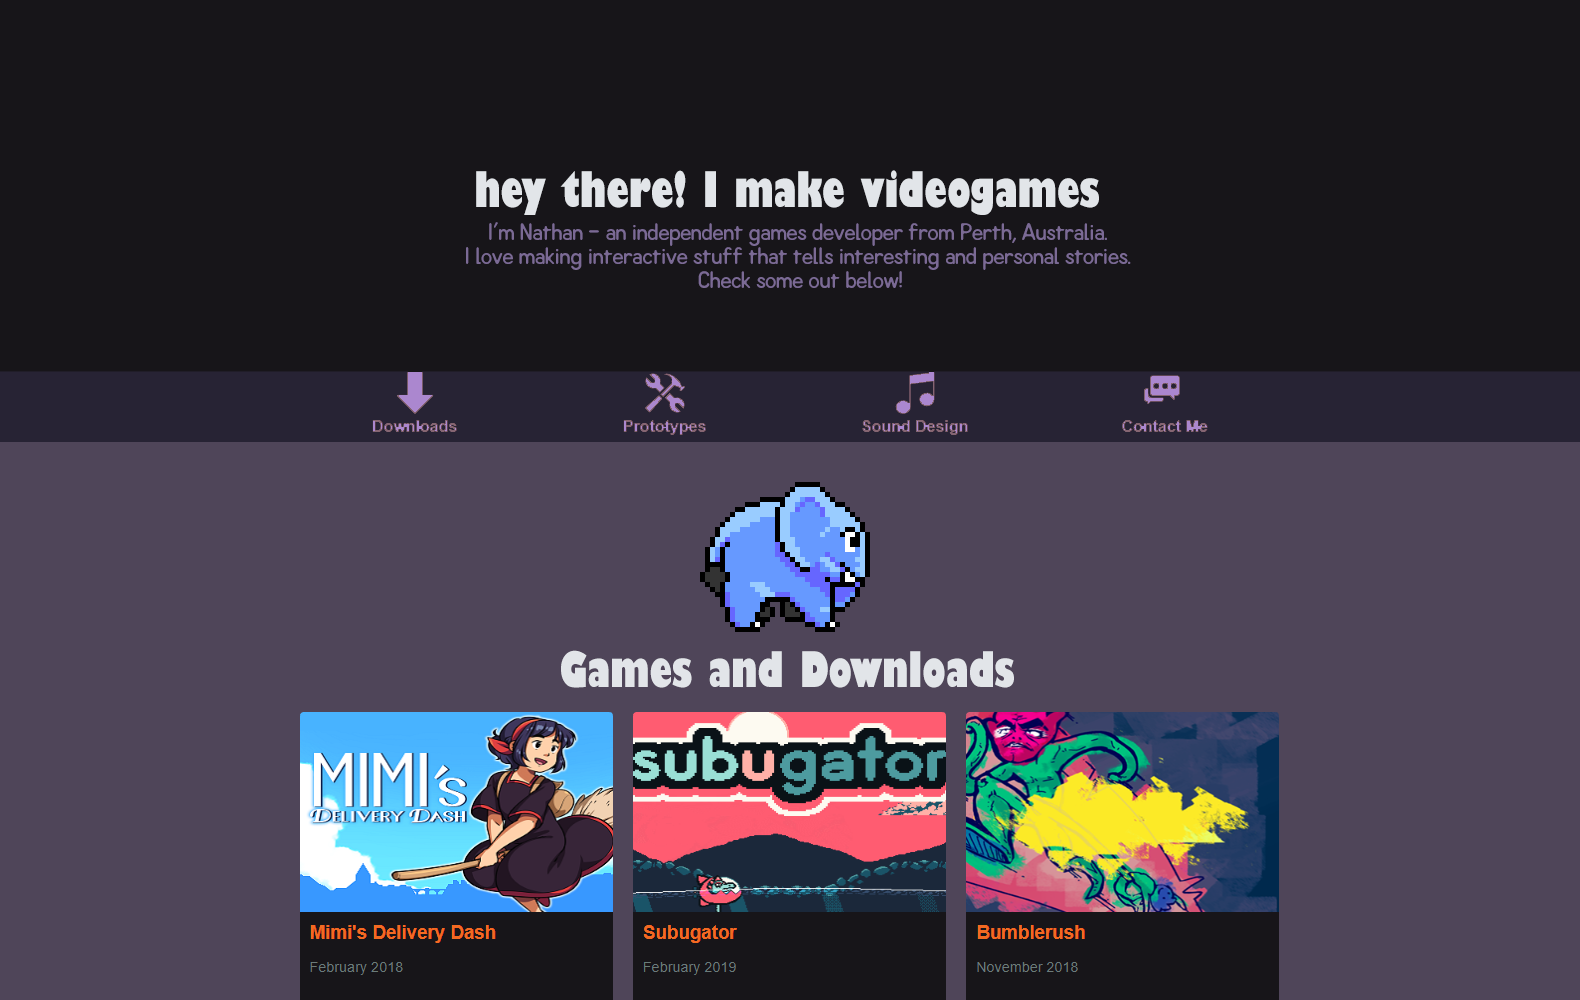 hey there! I make videogames
I'm Nathan - an independent games developer from Perth, Australia.
I love making interactive stuff that tells interesting and personal stories.
Check some out below!
Downloads
Prototypes
Sound Design
Contact Me
Games and Downloads
MIMI's
DELIVERY DASH
subugator
Mimi's Delivery Dash
Subugator
Bumblerush
February 2018
February 2019
November 2018